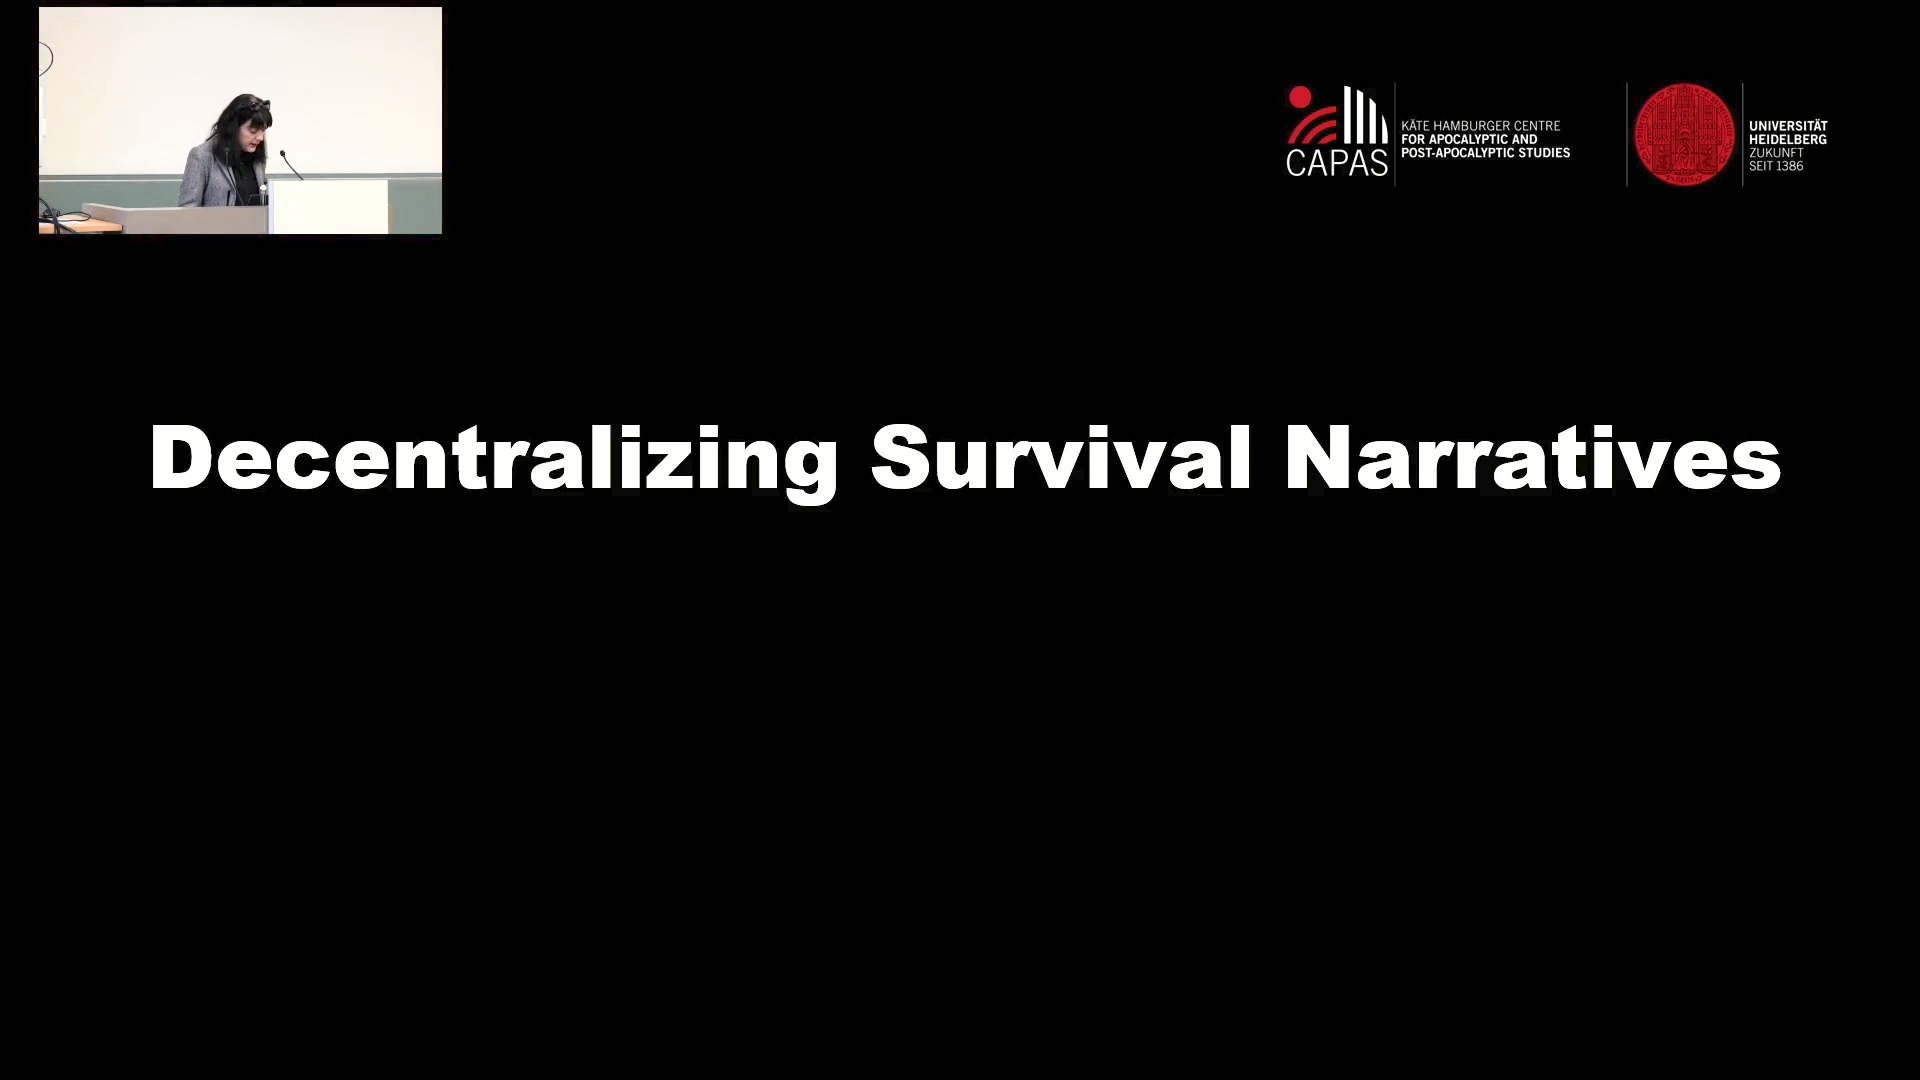 CAPAS
KÄTE HAMBURGER CENTRE
FOR APOCALYPTIC AND
POST-APOCALYPTIC STUDIES
UNIVERSITÄT
HEIDELBERG
ZUKUNFT
SEIT 1386
Decentralizing Survival Narratives